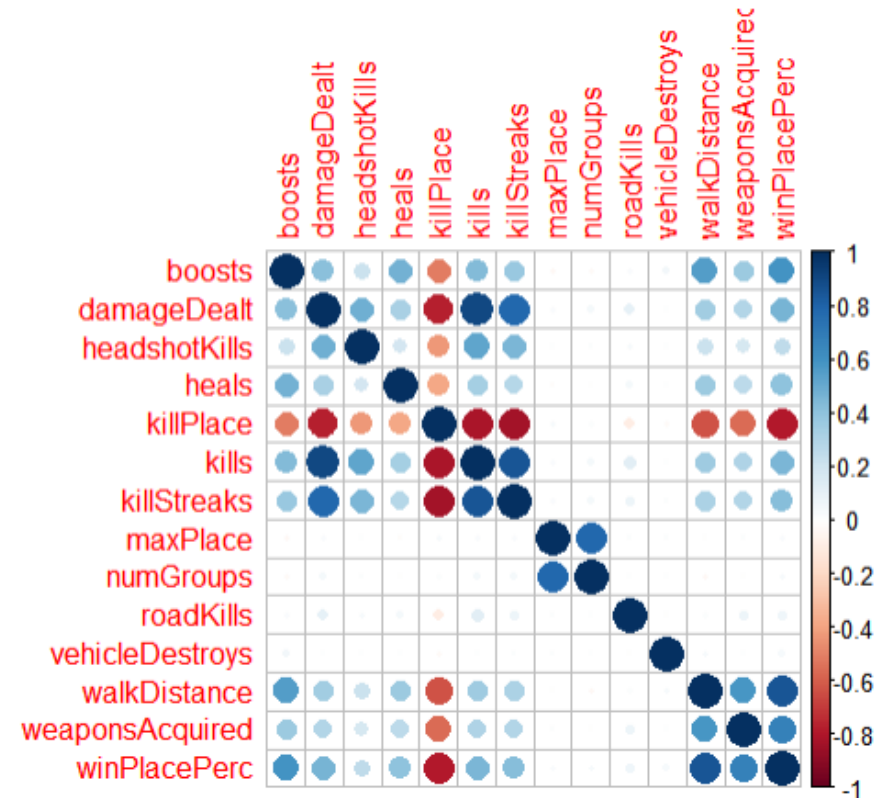 boosts
damageDealt
headshotKills
heals
killPlace
kills
killStreaks
maxPlace
numGroups
roadKills
vehicleDestroys
walkDistance
weaponsAcquired
winPlacePerc
boosts
damageDealt
headshotKills
heals
killPlace
kills
killStreaks
maxPlace
numGroups
roadKills
vehicleDestroys
walkDistance
weaponsAcquired
winPlacePerc
1
0.8
0.6
0.4
0.2
0
-0.2
-0.4
-0.6
-0.8
-1